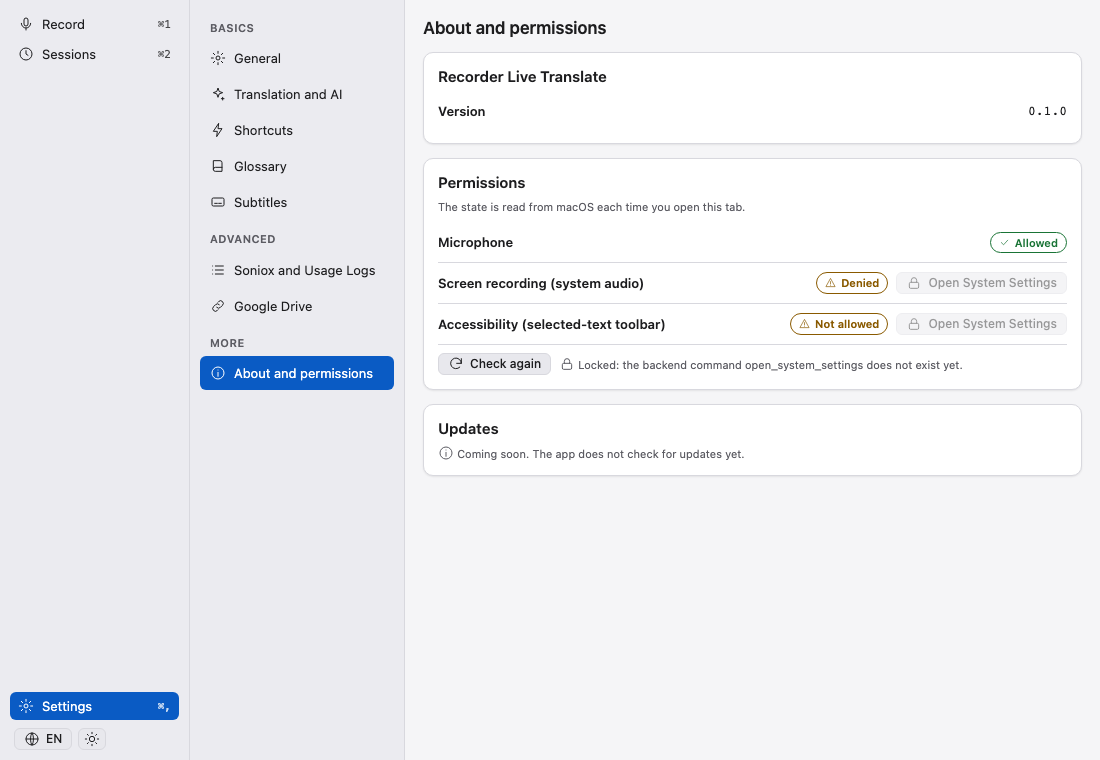 Record ⌘1
Sessions ⌘2
Settings ⌘,
EN
BASICS
General
Translation and AI
Shortcuts
Glossary
Subtitles
ADVANCED
Soniox and Usage Logs
Google Drive
MORE
About and permissions
About and permissions
Recorder Live Translate
Version 0.1.0
Permissions
The state is read from macOS each time you open this tab.
Microphone Allowed
Screen recording (system audio) Denied Open System Settings
Accessibility (selected-text toolbar) Not allowed Open System Settings
Check again Locked: the backend command open_system_settings does not exist yet.
Updates
Coming soon. The app does not check for updates yet.